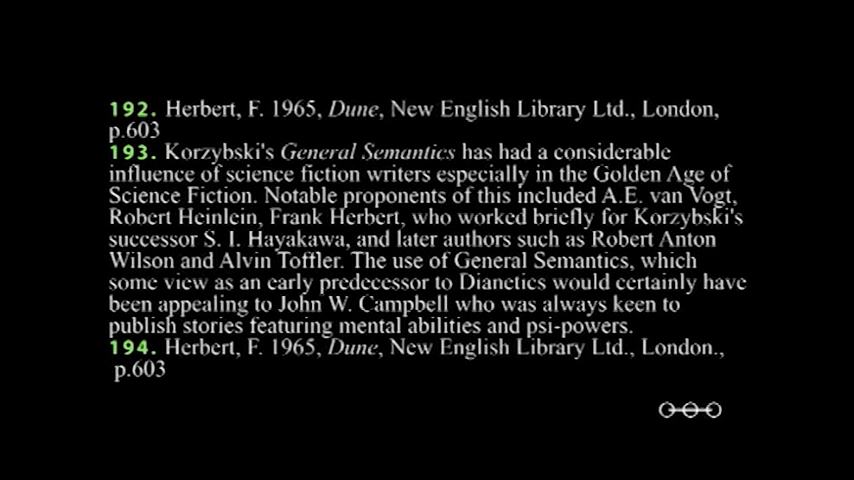 192. Herbert, F. 1965, Dune, New English Library Ltd., London,
p.603
193. Korzybski's General Semantics has had a considerable
influence of science fiction writers especially in the Golden Age of
Science Fiction. Notable proponents of this included A.E. van Vogt,
Robert Heinlein, Frank Herbert, who worked briefly for Korzybski's
successor S. I. Hayakawa, and later authors such as Robert Anton
Wilson and Alvin Toffler. The use of General Semantics, which
some view as an early predecessor to Dianetics would certainly have
been appealing to John W. Campbell who was always keen to
publish stories featuring mental abilities and psi-powers.
194. Herbert, F. 1965, Dune, New English Library Ltd., London.,
p.603